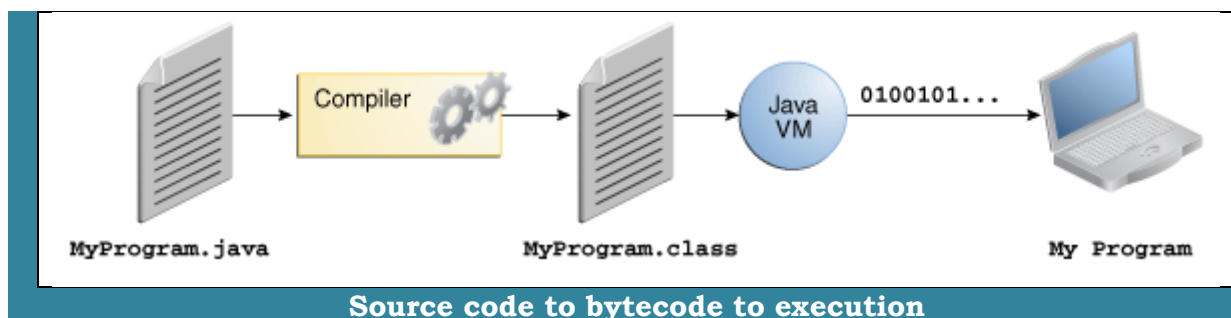 Compiler
Java
VM
0100101...
MyProgram.java
MyProgram.class
My Program
Source code to bytecode to execution